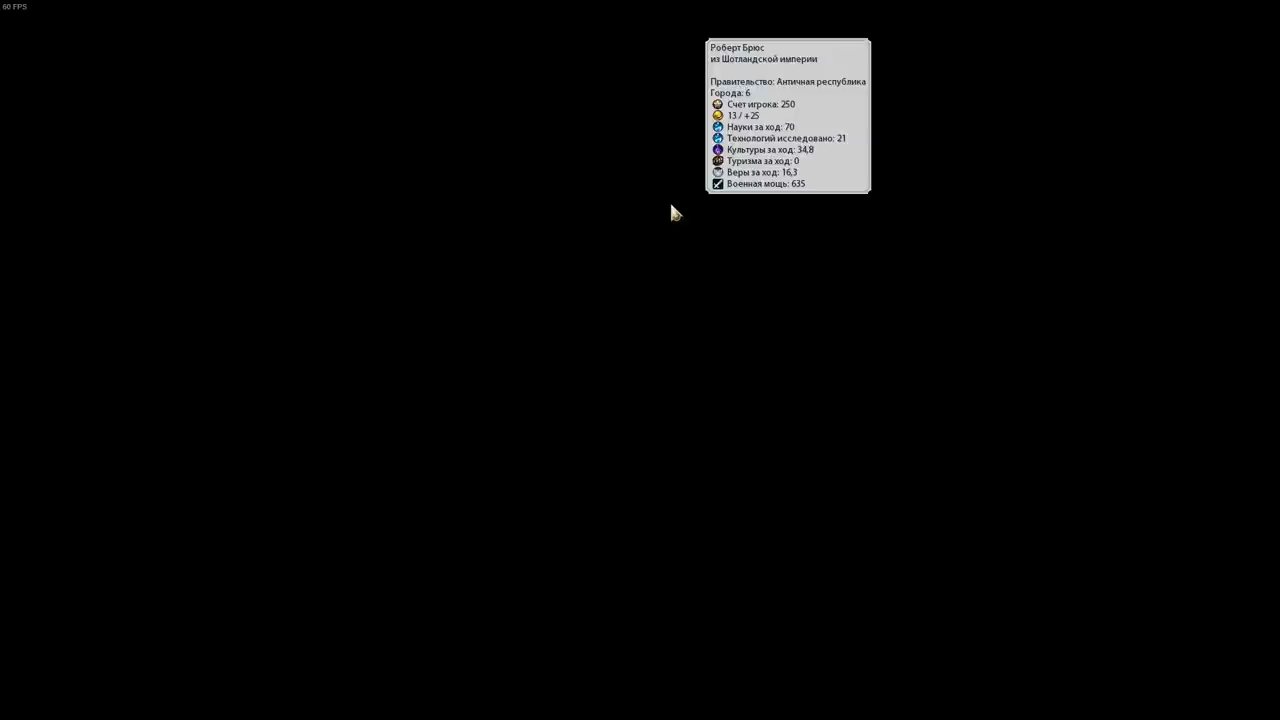 60 FPS
Роберт Брюс
из Шотландской империи
Правительство: Античная республика
Города: 6
Счет игрока: 250
13 / +25
Науки за ход: 70
Технологий исследовано: 21
Культуры за ход: 34,8
Туризма за ход: 0
Веры за ход: 16,3
Военная мощь: 635